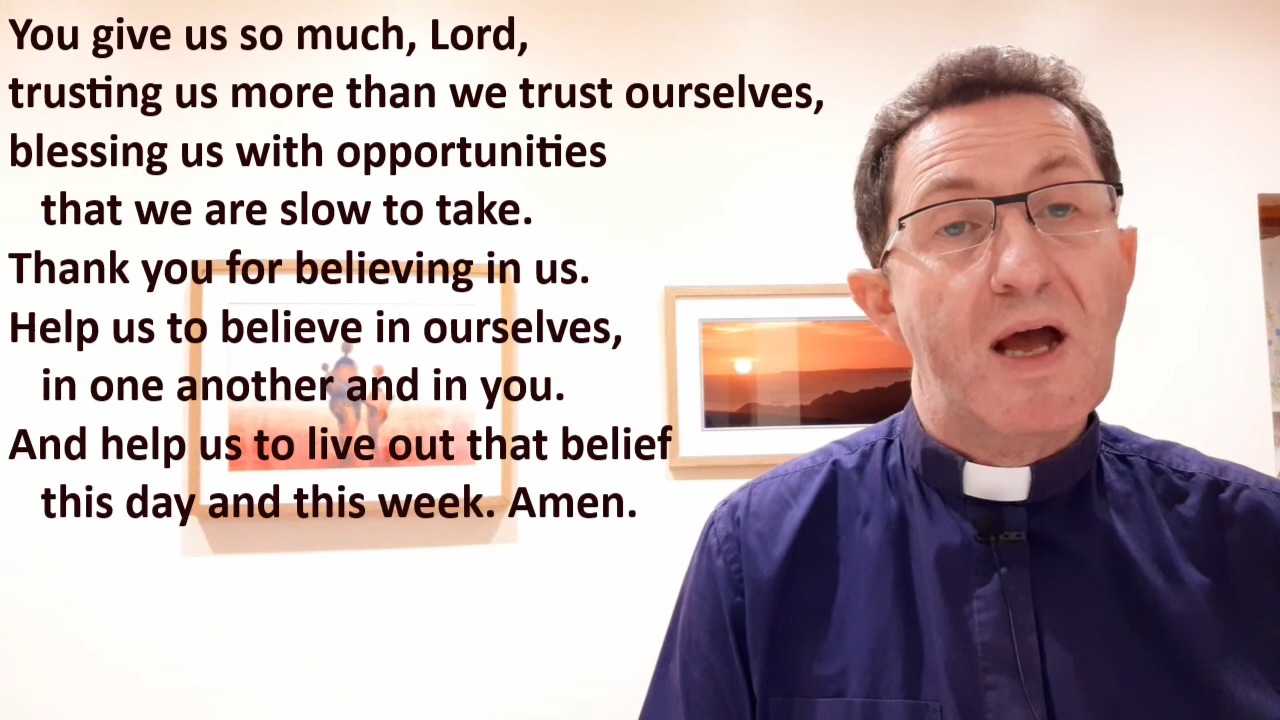 You give us so much, Lord,
trusting us more than we trust ourselves,
blessing us with opportunities
that we are slow to take.
Thank you for believing in us.
Help us to believe in ourselves,
in one another and in you.
And help us to live out that belief
this day and this week. Amen.